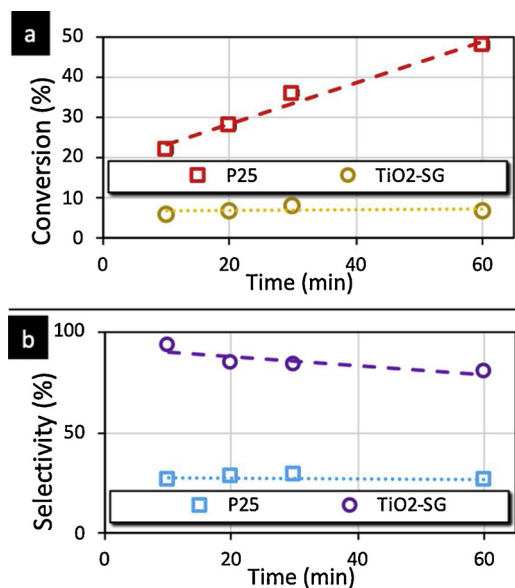 a
50
40
30
20
10
0
Conversion (%)
P25 TiO2-SG
0 20 40 60
Time (min)
b
100
50
0
Selectivity (%)
P25 TiO2-SG
0 20 40 60
Time (min)